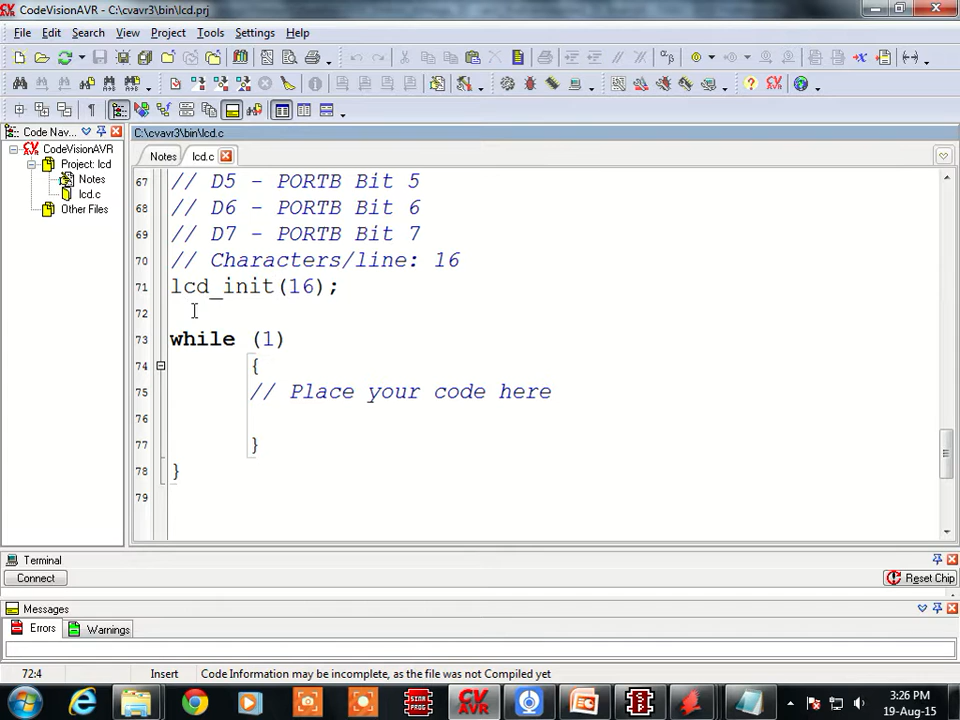 CodeVisionAVR - C:\cvavr3\bin\lcd.prj
File Edit Search View Project Tools Settings Help
Code Nav...
C:\cvavr3\bin\lcd.c
CodeVisionAVR
Project: lcd
Notes
lcd.c
Other Files
Notes lcd.c
67 // D5 - PORTB Bit 5
68 // D6 - PORTB Bit 6
69 // D7 - PORTB Bit 7
70 // Characters/line: 16
71 lcd_init(16);
72
73 while (1)
74 {
75 // Place your code here
76
77 }
78 }
79
Terminal
Connect Reset Chip
Messages
Errors Warnings
72:4 Insert Code Information may be incomplete, as the file was not Compiled yet
3:26 PM
19-Aug-15